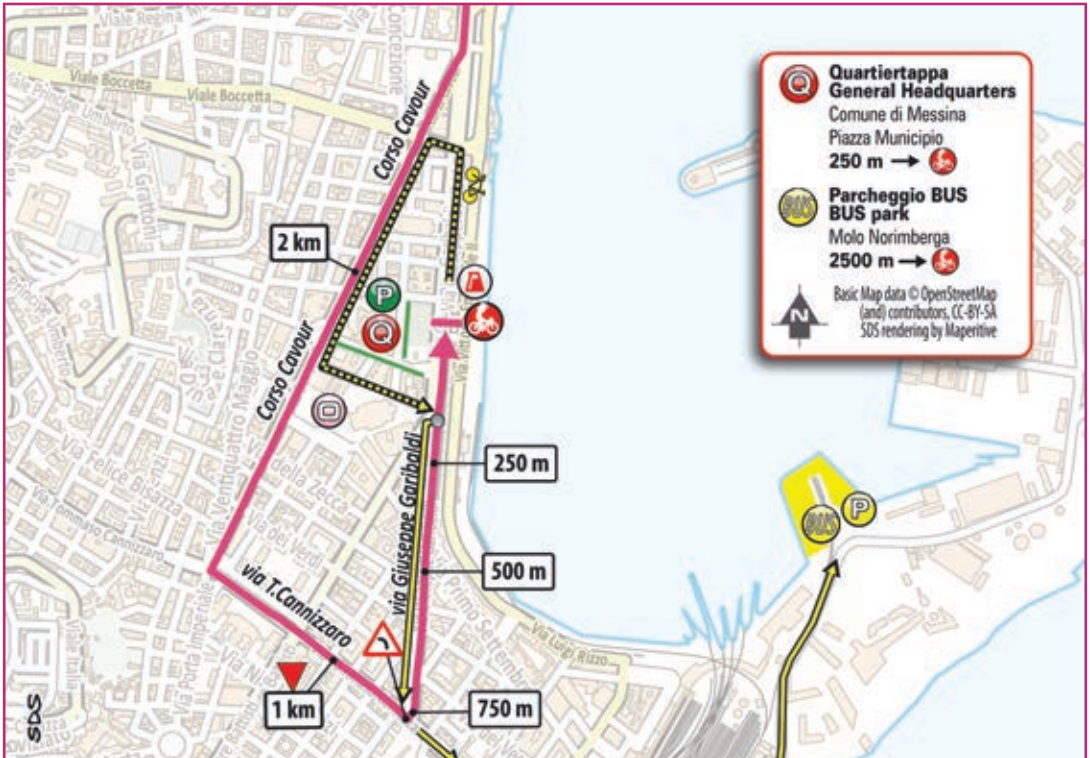 Viale Regina M
Viale Boccetta
Viale Boccetta
Concezione
Viale Principe Umberto
Via Grattoni
Corso Cavour
2 km
Q
Quartiertappa
General Headquarters
Comune di Messina
Piazza Municipio
250 m
BUS
Parcheggio BUS
BUS park
Molo Norimberga
2500 m
N
Basic Map data © OpenStreetMap
(and) contributors, CC-BY-SA
SDS rendering by Maperitive
P
Q
Umberto
Corso Cavour
Via Ventiquattro Maggio
250 m
via Giuseppe Garibaldi
della Zecca
Via dei Verdi
Via Felice
Via Tommaso Cannizzaro
BUS
P
500 m
via T.Cannizzaro
Primo Settembre
Via Luigi Rizzo
Via Porta Imperiale
1 km
750 m
SDS